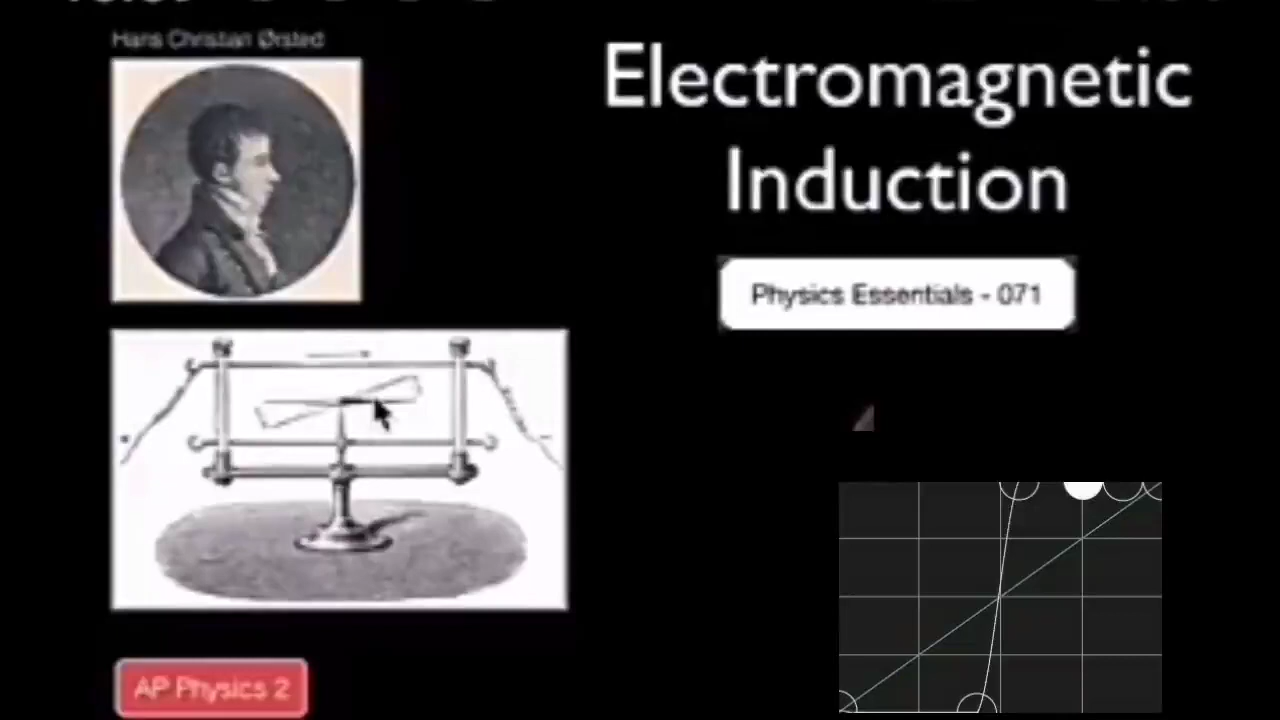 Hans Christian Ørsted
Electromagnetic
Induction
Physics Essentials - 071
AP Physics 2